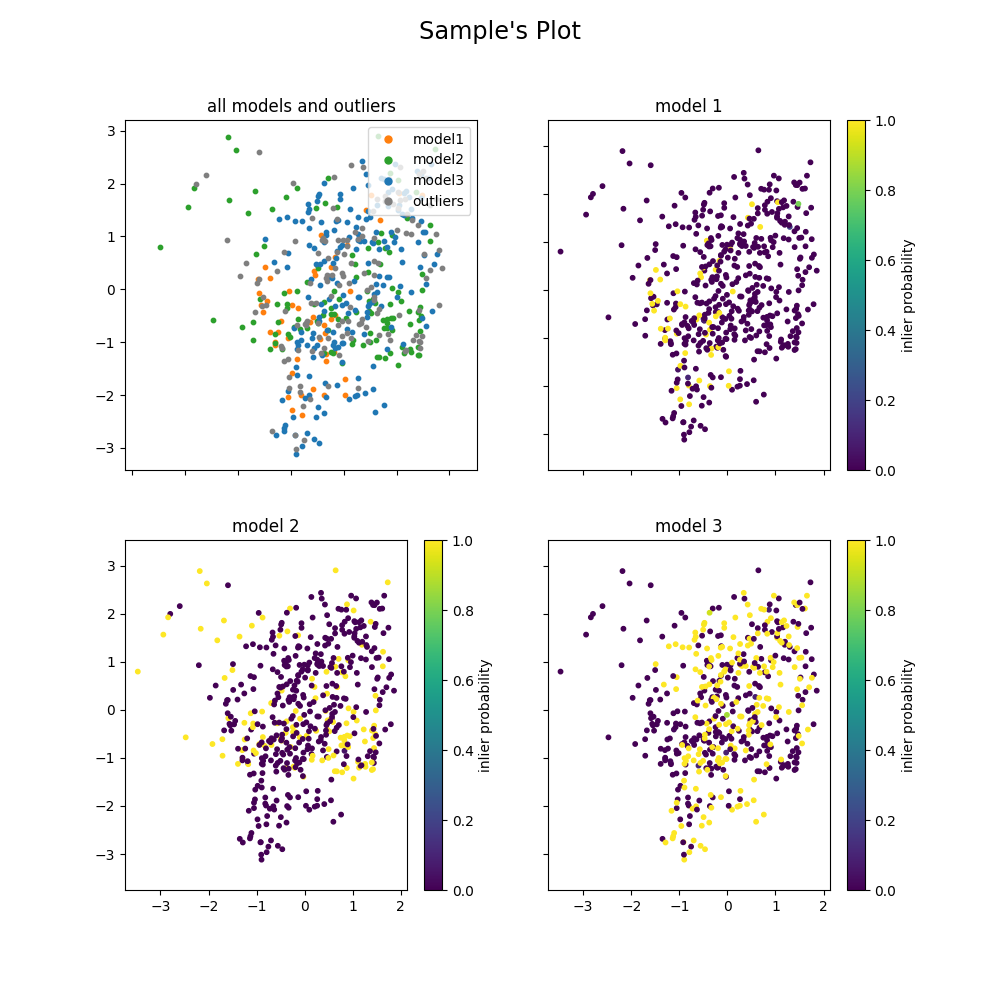 Sample's Plot
all models and outliers
3
2
1
0
−1
−2
−3
model1
model2
model3
outliers
model 1
1.0
0.8
0.6
0.4
0.2
0.0
inlier probability
model 2
3
2
1
0
−1
−2
−3
−3 −2 −1 0 1 2
1.0
0.8
0.6
0.4
0.2
0.0
inlier probability
model 3
−3 −2 −1 0 1 2
1.0
0.8
0.6
0.4
0.2
0.0
inlier probability